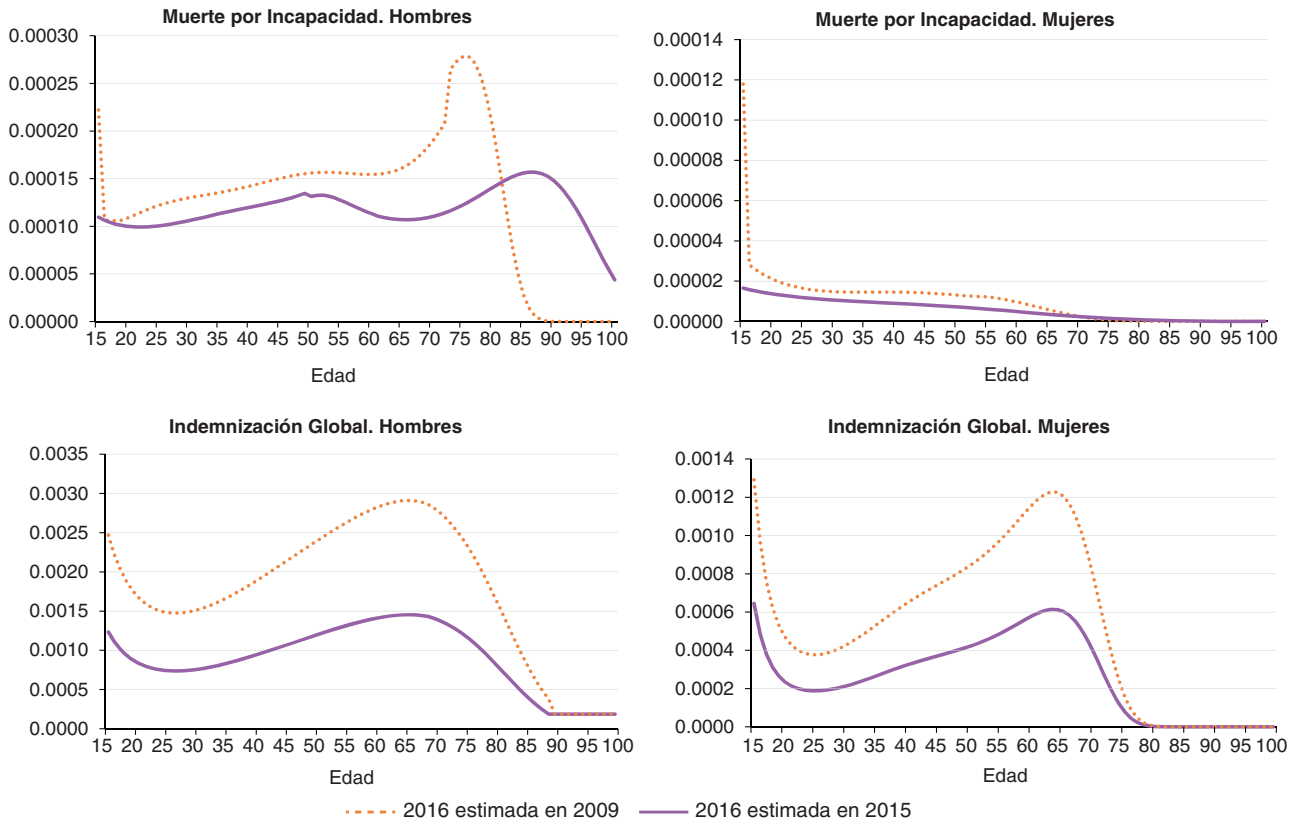 Muerte por Incapacidad. Hombres
0.00030
0.00025
0.00020
0.00015
0.00010
0.00005
0.00000
15 20 25 30 35 40 45 50 55 60 65 70 75 80 85 90 95 100
Edad
Muerte por Incapacidad. Mujeres
0.00014
0.00012
0.00010
0.00008
0.00006
0.00004
0.00002
0.00000
15 20 25 30 35 40 45 50 55 60 65 70 75 80 85 90 95 100
Edad
Indemnización Global. Hombres
0.0035
0.0030
0.0025
0.0020
0.0015
0.0010
0.0005
0.0000
15 20 25 30 35 40 45 50 55 60 65 70 75 80 85 90 95 100
Edad
Indemnización Global. Mujeres
0.0014
0.0012
0.0010
0.0008
0.0006
0.0004
0.0002
0.0000
15 20 25 30 35 40 45 50 55 60 65 70 75 80 85 90 95 100
Edad
2016 estimada en 2009
2016 estimada en 2015